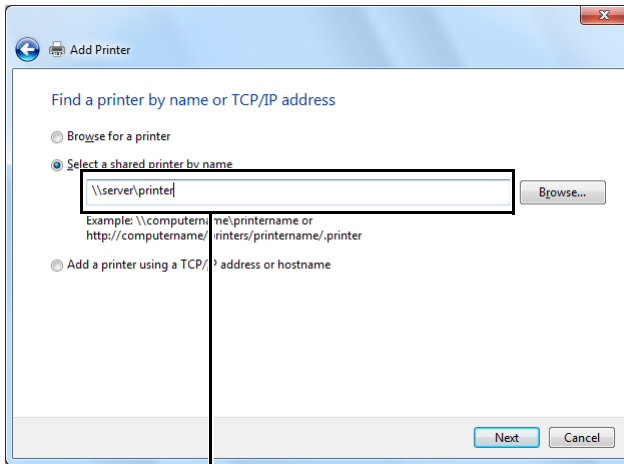 Add Printer
Find a printer by name or TCP/IP address
Browse for a printer
Select a shared printer by name
\\server\printer
Browse...
Example: \\computername\printername or
http://computername/printers/printername/.printer
Add a printer using a TCP/IP address or hostname
Next
Cancel